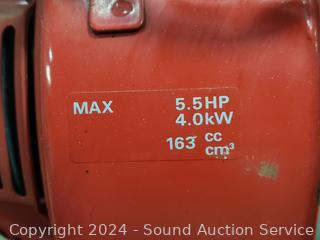 MAX 5.5HP
4.0kW
163 cc
cm³
Copyright 2024 - Sound Auction Service